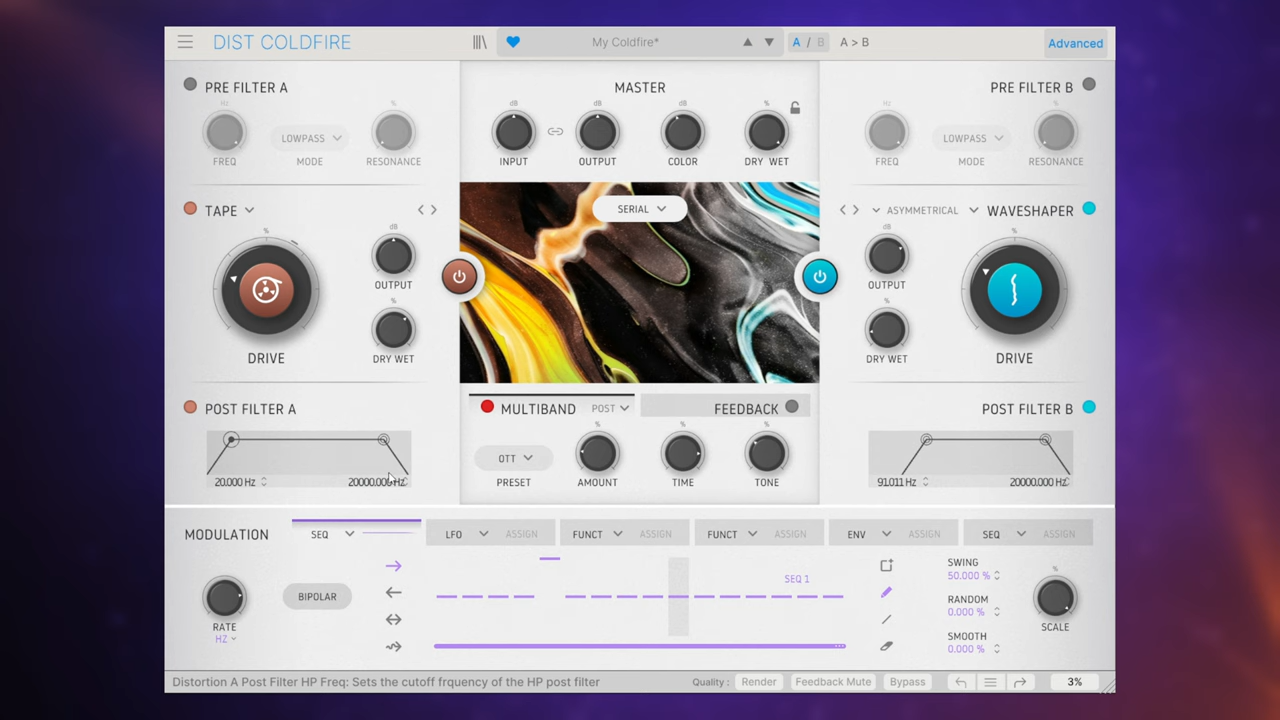 DIST COLDFIRE
My Coldfire*
A / B
A > B
Advanced
PRE FILTER A
Hz
%
FREQ
LOWPASS
MODE
RESONANCE
MASTER
dB
dB
dB
%
INPUT
OUTPUT
COLOR
DRY WET
PRE FILTER B
Hz
%
FREQ
LOWPASS
MODE
RESONANCE
TAPE
%
DRIVE
dB
OUTPUT
%
DRY WET
SERIAL
ASYMMETRICAL
WAVESHAPER
dB
OUTPUT
%
DRY WET
%
DRIVE
POST FILTER A
20.000 Hz
20000.000 Hz
MULTIBAND
POST
FEEDBACK
OTT
PRESET
%
AMOUNT
%
TIME
%
TONE
POST FILTER B
91.011 Hz
20000.000 Hz
MODULATION
SEQ
LFO
ASSIGN
FUNCT
ASSIGN
FUNCT
ASSIGN
ENV
ASSIGN
SEQ
ASSIGN
RATE
HZ
BIPOLAR
SEQ 1
SWING
50.000 %
RANDOM
0.000 %
SMOOTH
0.000 %
%
SCALE
Distortion A Post Filter HP Freq: Sets the cutoff frquency of the HP post filter
Quality :
Render
Feedback Mute
Bypass
3%